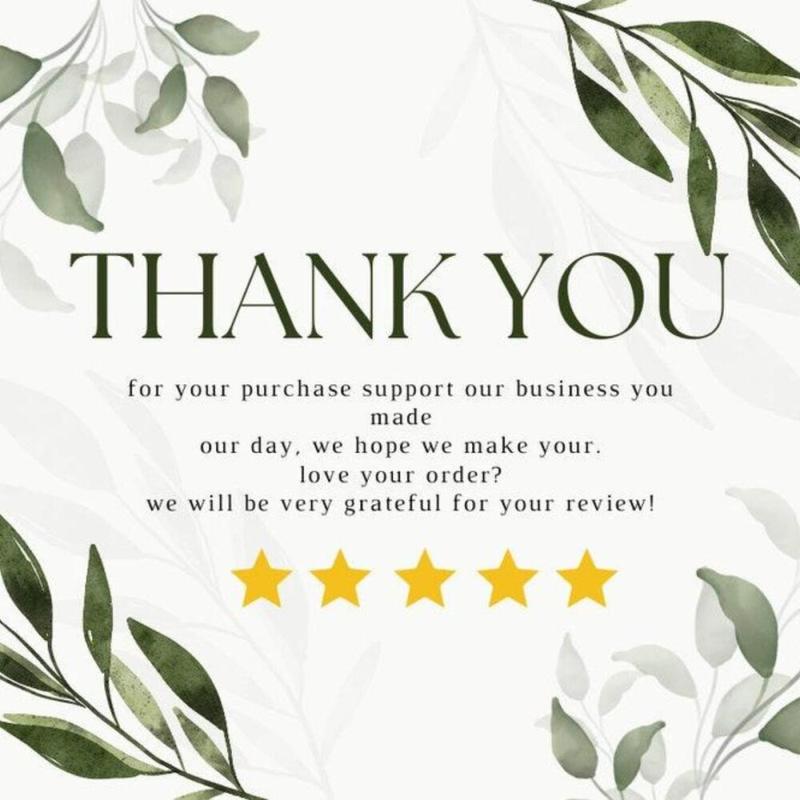 THANK YOU
for your purchase support our business you
made
our day, we hope we make your.
love your order?
we will be very grateful for your review!